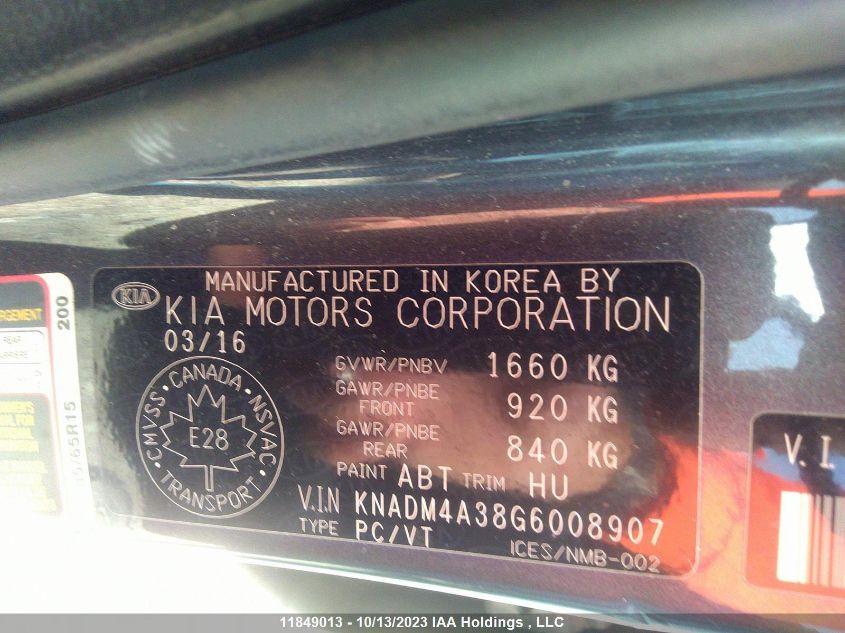 MANUFACTURED IN KOREA BY
KIA
KIA MOTORS CORPORATION
03/16
GVWR/PNBV 1660 KG
GAWR/PNBE FRONT 920 KG
GAWR/PNBE REAR 840 KG
PAINT ABT TRIM HU
V.I.N KNADM4A38G6008907
TYPE PC/VT
ICES/NMB-002
CANADA
CMVSS NSVAC
E28
TRANSPORT
200
65R15
REAR
V.I
11849013 - 10/13/2023 IAA Holdings , LLC